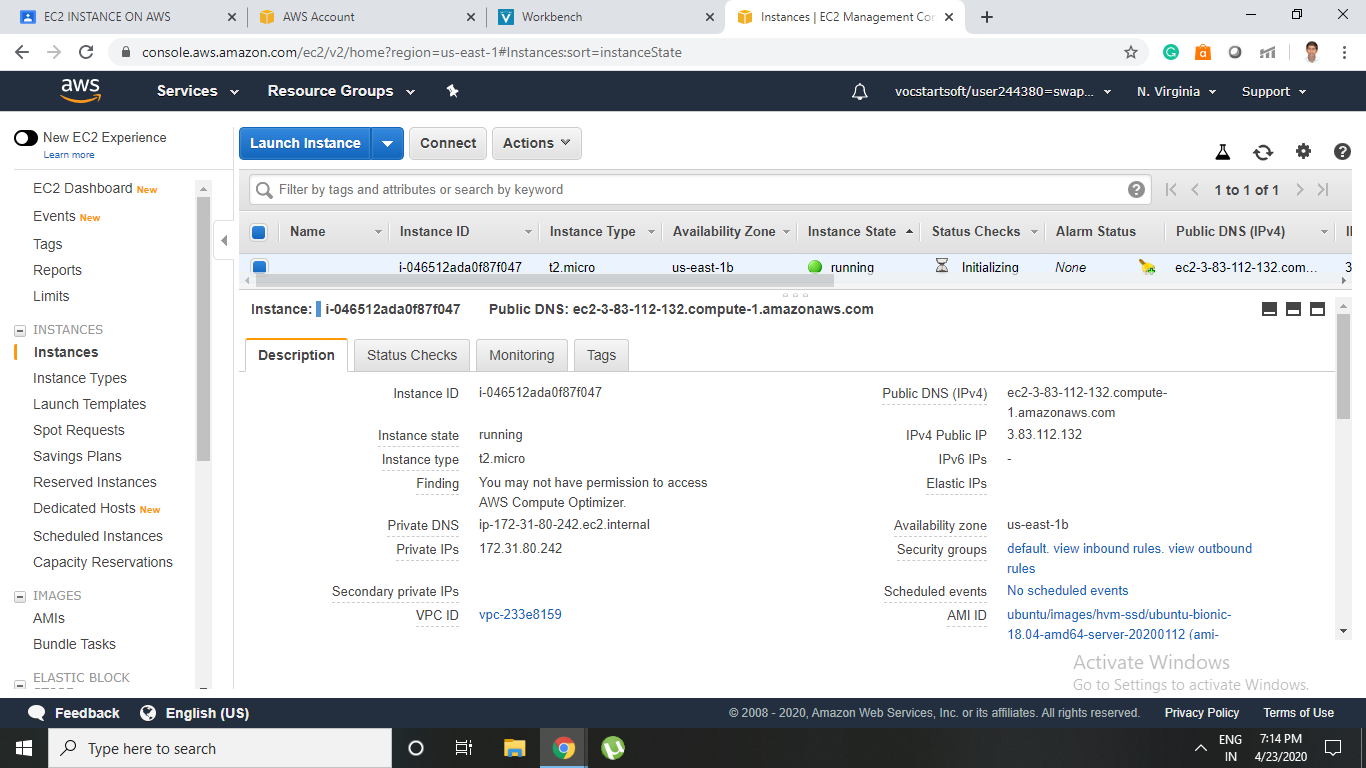 EC2 INSTANCE ON AWS
AWS Account
Workbench
Instances | EC2 Management Con
console.aws.amazon.com/ec2/v2/home?region=us-east-1#Instances:sort=instanceState
aws
Services
Resource Groups
vocstartsoft/user244380=swap...
N. Virginia
Support
New EC2 Experience
Learn more
EC2 Dashboard New
Events New
Tags
Reports
Limits
INSTANCES
Instances
Instance Types
Launch Templates
Spot Requests
Savings Plans
Reserved Instances
Dedicated Hosts New
Scheduled Instances
Capacity Reservations
IMAGES
AMIs
Bundle Tasks
ELASTIC BLOCK
Launch Instance
Connect
Actions
Filter by tags and attributes or search by keyword
1 to 1 of 1
Name
Instance ID
Instance Type
Availability Zone
Instance State
Status Checks
Alarm Status
Public DNS (IPv4)
i-046512ada0f87f047
t2.micro
us-east-1b
running
Initializing
None
ec2-3-83-112-132.com...
3
Instance: i-046512ada0f87f047 Public DNS: ec2-3-83-112-132.compute-1.amazonaws.com
Description
Status Checks
Monitoring
Tags
Instance ID i-046512ada0f87f047
Instance state running
Instance type t2.micro
Finding You may not have permission to access
AWS Compute Optimizer.
Private DNS ip-172-31-80-242.ec2.internal
Private IPs 172.31.80.242
Secondary private IPs
VPC ID vpc-233e8159
Public DNS (IPv4) ec2-3-83-112-132.compute-
1.amazonaws.com
IPv4 Public IP 3.83.112.132
IPv6 IPs -
Elastic IPs
Availability zone us-east-1b
Security groups default. view inbound rules. view outbound
rules
Scheduled events No scheduled events
AMI ID ubuntu/images/hvm-ssd/ubuntu-bionic-
18.04-amd64-server-20200112 (ami-
Activate Windows
Go to Settings to activate Windows.
Feedback
English (US)
© 2008 - 2020, Amazon Web Services, Inc. or its affiliates. All rights reserved.
Privacy Policy
Terms of Use
Type here to search
ENG
IN
7:14 PM
4/23/2020